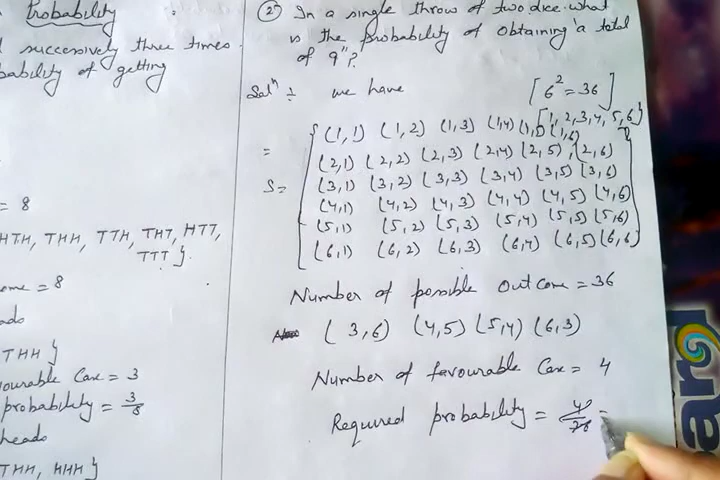 Probability
successively three times
bability of getting
= 8
HTH, THH, TTH, THT, HTT,
TTT }.
ome = 8
ads
THH }
ourable Case = 3
probability = 3/8
heads
THH, HHH }
② In a single throw of two dice what
is the probability of obtaining "a total
of 9"?
Solⁿ ÷ we have [6² = 36]
[1, 2, 3, 4, 5, 6}
= { (1,1) (1,2) (1,3) (1,4) (1,5) (1,6)
(2,1) (2,2) (2,3) (2,4) (2,5), (2,6)
S = (3,1) (3,2) (3,3) (3,4) (3,5) (3,6)
(4,1) (4,2) (4,3) (4,4) (4,5) (4,6)
(5,1) (5,2) (5,3) (5,4) (5,5) (5,6)
(6,1) (6,2) (6,3) (6,4) (6,5) (6,6) }
Number of possible outcome = 36
(3,6) (4,5) (5,4) (6,3)
Number of favourable Case = 4
Required probability = 4/36 =